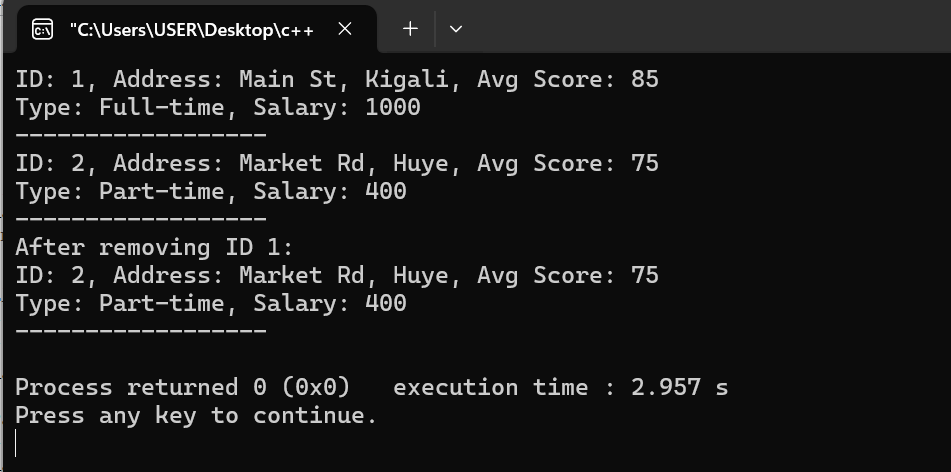 "C:\Users\USER\Desktop\c++
ID: 1, Address: Main St, Kigali, Avg Score: 85
Type: Full-time, Salary: 1000
------------------
ID: 2, Address: Market Rd, Huye, Avg Score: 75
Type: Part-time, Salary: 400
------------------
After removing ID 1:
ID: 2, Address: Market Rd, Huye, Avg Score: 75
Type: Part-time, Salary: 400
------------------
Process returned 0 (0x0)   execution time : 2.957 s
Press any key to continue.